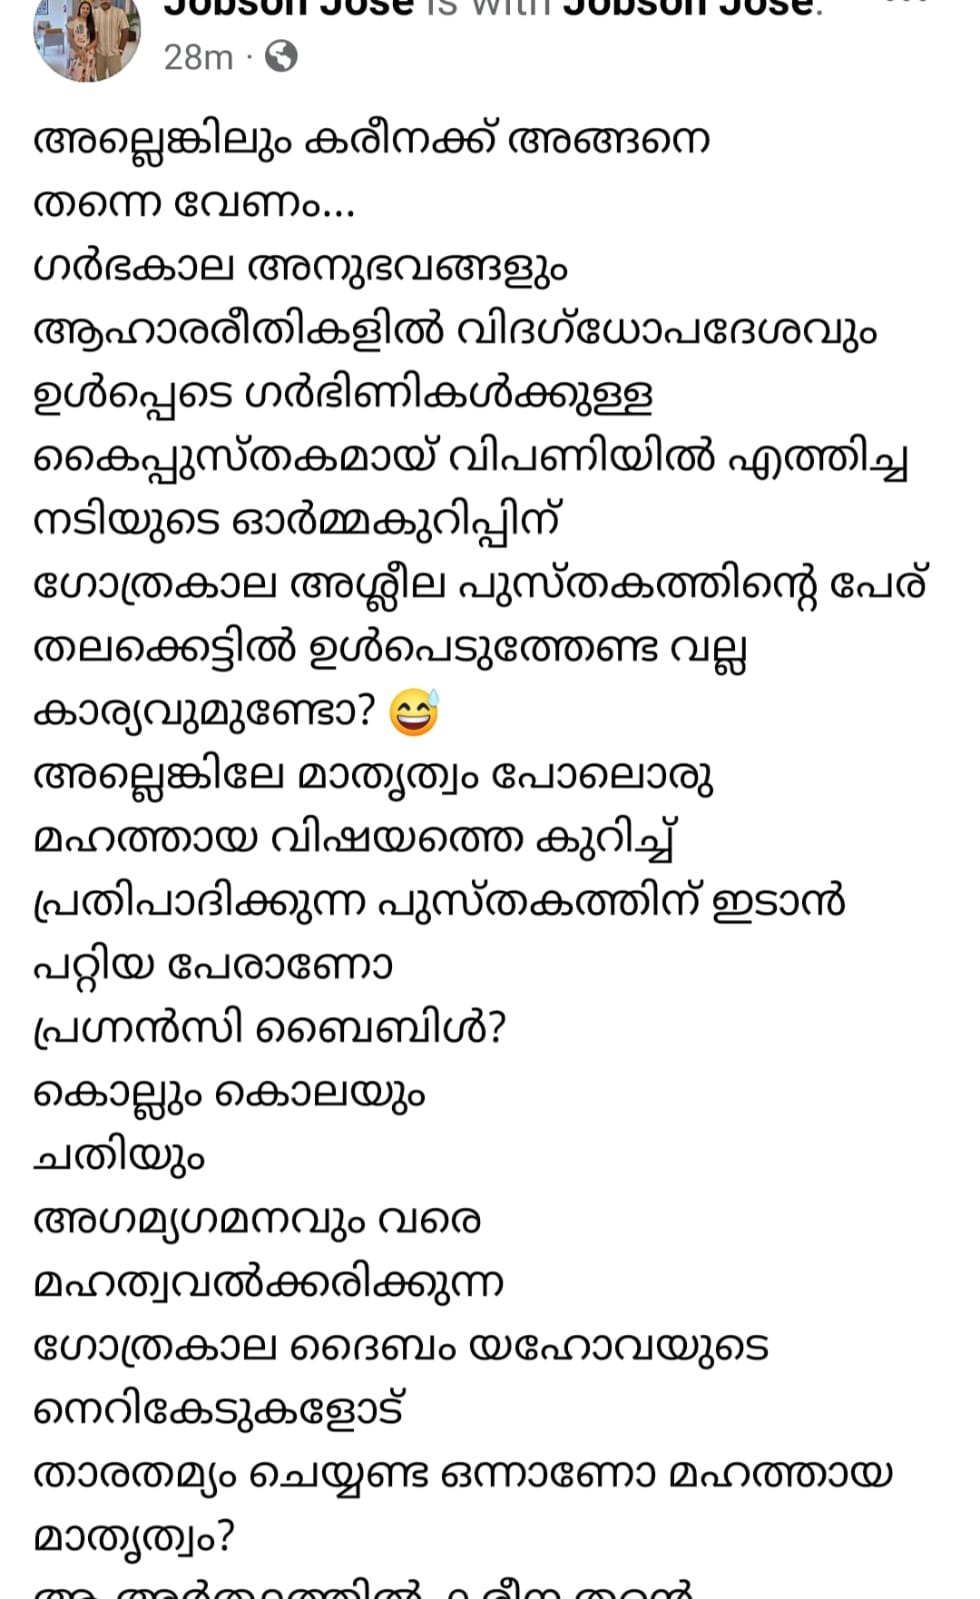 Jobson Jose is with Jobson Jose.
28m ·
അല്ലെങ്കിലും കരീനക്ക് അങ്ങനെ
തന്നെ വേണം...
ഗർഭകാല അനുഭവങ്ങളും
ആഹാരരീതികളിൽ വിദഗ്ധോപദേശവും
ഉൾപ്പെടെ ഗർഭിണികൾക്കുള്ള
കൈപ്പുസ്തകമായ് വിപണിയിൽ എത്തിച്ച
നടിയുടെ ഓർമ്മകുറിപ്പിന്
ഗോത്രകാല അശ്ലീല പുസ്തകത്തിന്റെ പേര്
തലക്കെട്ടിൽ ഉൾപെടുത്തേണ്ട വല്ല
കാര്യവുമുണ്ടോ? 😅
അല്ലെങ്കിലേ മാതൃത്വം പോലൊരു
മഹത്തായ വിഷയത്തെ കുറിച്ച്
പ്രതിപാദിക്കുന്ന പുസ്തകത്തിന് ഇടാൻ
പറ്റിയ പേരാണോ
പ്രഗ്നൻസി ബൈബിൾ?
കൊല്ലും കൊലയും
ചതിയും
അഗമ്യഗമനവും വരെ
മഹത്വവൽക്കരിക്കുന്ന
ഗോത്രകാല ദൈബം യഹോവയുടെ
നെറികേടുകളോട്
താരതമ്യം ചെയ്യണ്ട ഒന്നാണോ മഹത്തായ
മാതൃത്വം?